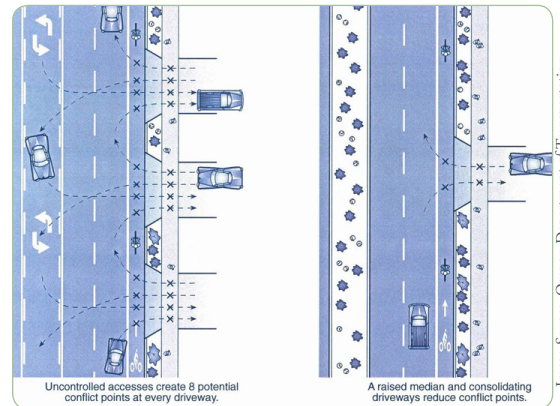 Uncontrolled accesses create 8 potential
conflict points at every driveway.
A raised median and consolidating
driveways reduce conflict points.